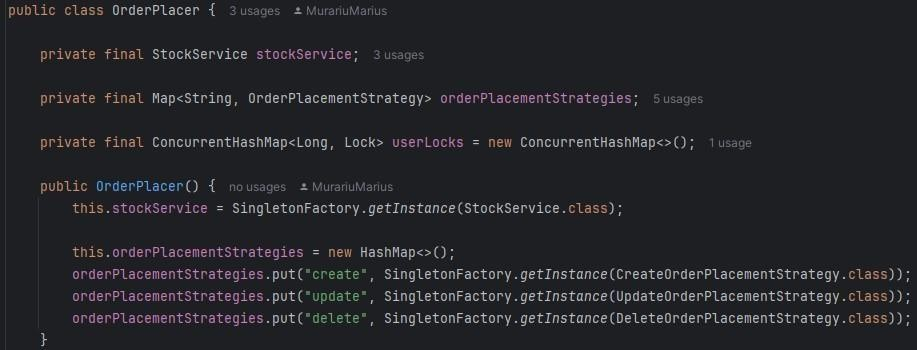 public class OrderPlacer {  3 usages  MurariuMarius
private final StockService stockService;  3 usages
private final Map<String, OrderPlacementStrategy> orderPlacementStrategies;  5 usages
private final ConcurrentHashMap<Long, Lock> userLocks = new ConcurrentHashMap<>();  1 usage
public OrderPlacer() {  no usages  MurariuMarius
this.stockService = SingletonFactory.getInstance(StockService.class);
this.orderPlacementStrategies = new HashMap<>();
orderPlacementStrategies.put("create", SingletonFactory.getInstance(CreateOrderPlacementStrategy.class));
orderPlacementStrategies.put("update", SingletonFactory.getInstance(UpdateOrderPlacementStrategy.class));
orderPlacementStrategies.put("delete", SingletonFactory.getInstance(DeleteOrderPlacementStrategy.class));
}